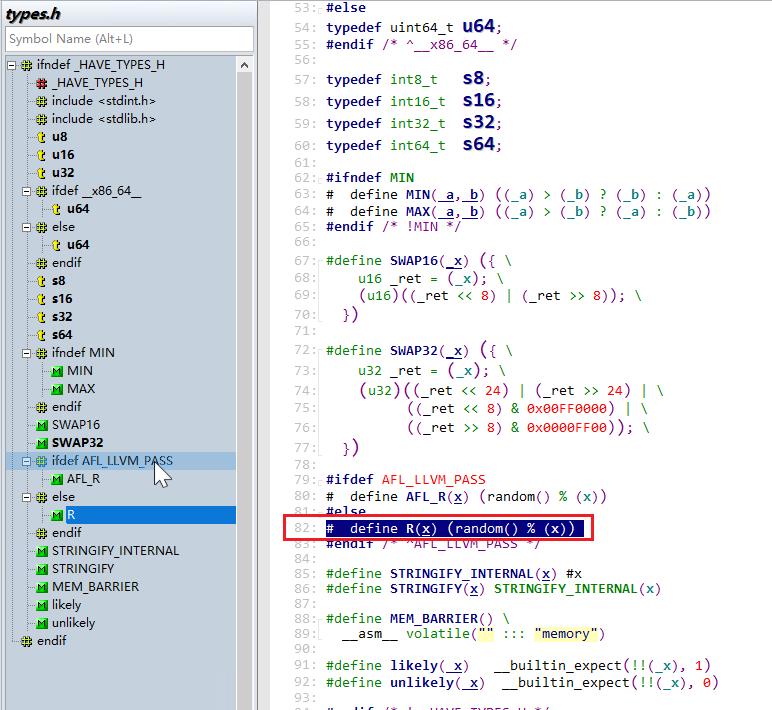 types.h
Symbol Name (Alt+L)
ifndef _HAVE_TYPES_H
_HAVE_TYPES_H
include <stdint.h>
include <stdlib.h>
u8
u16
u32
ifdef __x86_64__
u64
else
u64
endif
s8
s16
s32
s64
ifndef MIN
MIN
MAX
endif
SWAP16
SWAP32
ifdef AFL_LLVM_PASS
AFL_R
else
R
endif
STRINGIFY_INTERNAL
STRINGIFY
MEM_BARRIER
likely
unlikely
endif
53: #else
54: typedef uint64_t u64;
55: #endif /* ^__x86_64__ */
56:
57: typedef int8_t s8;
58: typedef int16_t s16;
59: typedef int32_t s32;
60: typedef int64_t s64;
61:
62: #ifndef MIN
63: # define MIN(_a,_b) ((_a) > (_b) ? (_b) : (_a))
64: # define MAX(_a,_b) ((_a) > (_b) ? (_a) : (_b))
65: #endif /* !MIN */
66:
67: #define SWAP16(_x) ({ \
68: u16 _ret = (_x); \
69: (u16)((_ret << 8) | (_ret >> 8)); \
70: })
71:
72: #define SWAP32(_x) ({ \
73: u32 _ret = (_x); \
74: (u32)((_ret << 24) | (_ret >> 24) | \
75: ((_ret << 8) & 0x00FF0000) | \
76: ((_ret >> 8) & 0x0000FF00)); \
77: })
78:
79: #ifdef AFL_LLVM_PASS
80: # define AFL_R(x) (random() % (x))
81: #else
82: # define R(x) (random() % (x))
83: #endif /* ^AFL_LLVM_PASS */
84:
85: #define STRINGIFY_INTERNAL(x) #x
86: #define STRINGIFY(x) STRINGIFY_INTERNAL(x)
87:
88: #define MEM_BARRIER() \
89: __asm__ volatile("" ::: "memory")
90:
91: #define likely(_x) __builtin_expect(!!(_x), 1)
92: #define unlikely(_x) __builtin_expect(!!(_x), 0)
93: